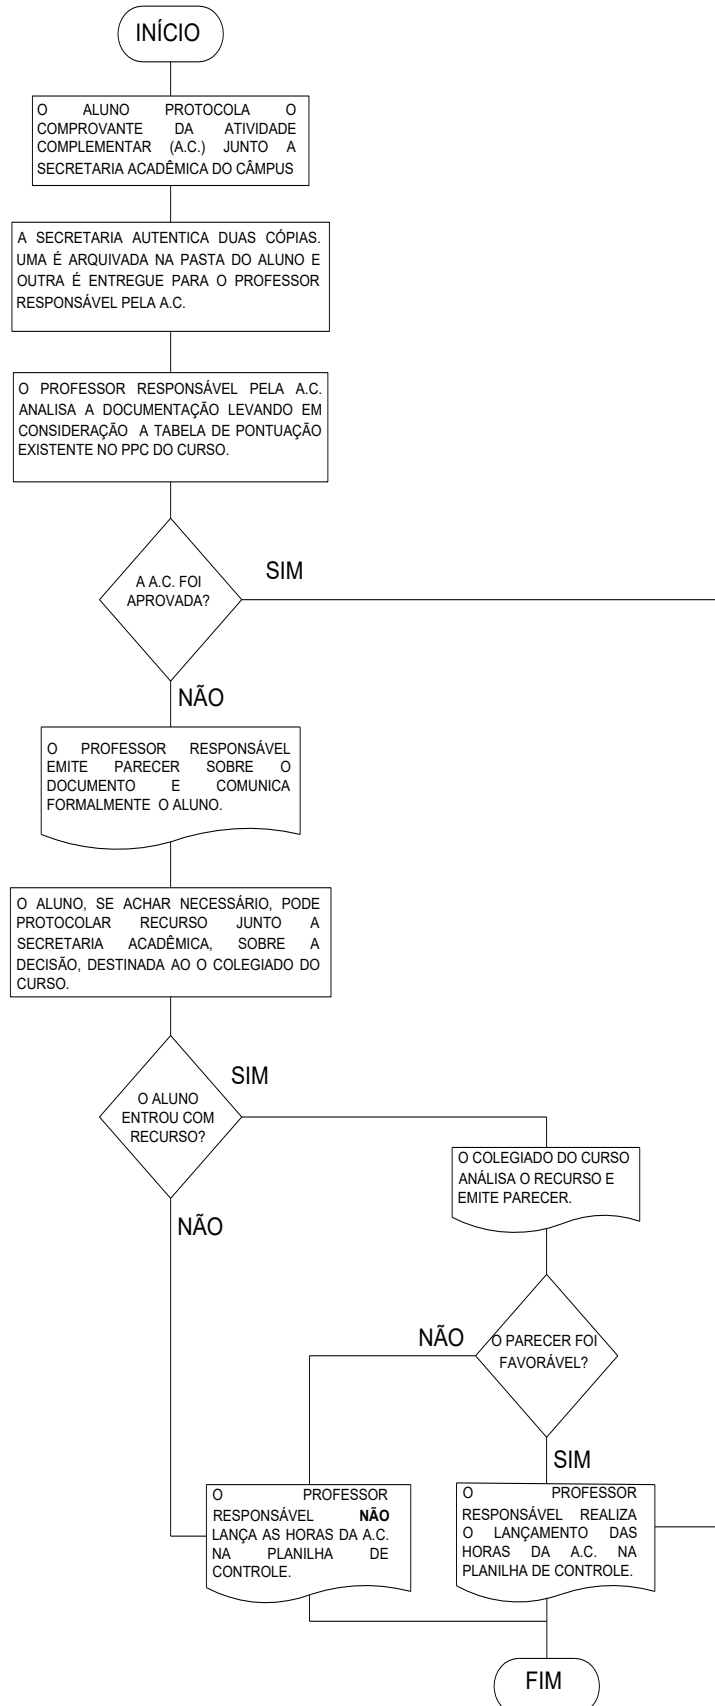 INÍCIO
O ALUNO PROTOCOLA O
COMPROVANTE DA ATIVIDADE
COMPLEMENTAR (A.C.) JUNTO A
SECRETARIA ACADÊMICA DO CÂMPUS
A SECRETARIA AUTENTICA DUAS CÓPIAS.
UMA É ARQUIVADA NA PASTA DO ALUNO E
OUTRA É ENTREGUE PARA O PROFESSOR
RESPONSÁVEL PELA A.C.
O PROFESSOR RESPONSÁVEL PELA A.C.
ANALISA A DOCUMENTAÇÃO LEVANDO EM
CONSIDERAÇÃO A TABELA DE PONTUAÇÃO
EXISTENTE NO PPC DO CURSO.
A A.C. FOI
APROVADA?
SIM
NÃO
O PROFESSOR RESPONSÁVEL
EMITE PARECER SOBRE O
DOCUMENTO E COMUNICA
FORMALMENTE O ALUNO.
O ALUNO, SE ACHAR NECESSÁRIO, PODE
PROTOCOLAR RECURSO JUNTO A
SECRETARIA ACADÊMICA, SOBRE A
DECISÃO, DESTINADA AO O COLEGIADO DO
CURSO.
O ALUNO
ENTROU COM
RECURSO?
SIM
NÃO
O COLEGIADO DO CURSO
ANÁLISA O RECURSO E
EMITE PARECER.
O PARECER FOI
FAVORÁVEL?
NÃO
SIM
O PROFESSOR
RESPONSÁVEL NÃO
LANÇA AS HORAS DA A.C.
NA PLANILHA DE
CONTROLE.
O PROFESSOR
RESPONSÁVEL REALIZA
O LANÇAMENTO DAS
HORAS DA A.C. NA
PLANILHA DE CONTROLE.
FIM